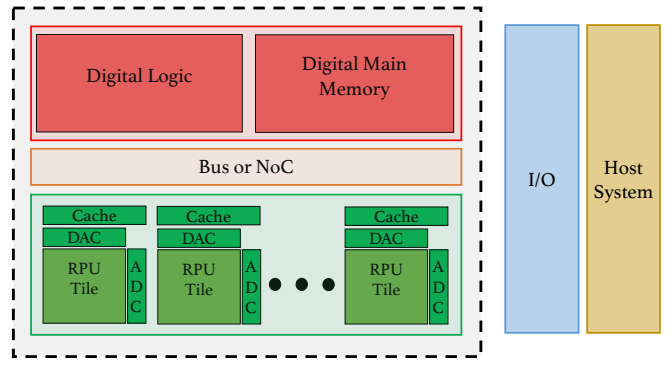 Digital Logic
Digital Main
Memory
Bus or NoC
Cache
DAC
RPU
Tile
A
D
C
Cache
DAC
RPU
Tile
A
D
C
Cache
DAC
RPU
Tile
A
D
C
I/O
Host
System